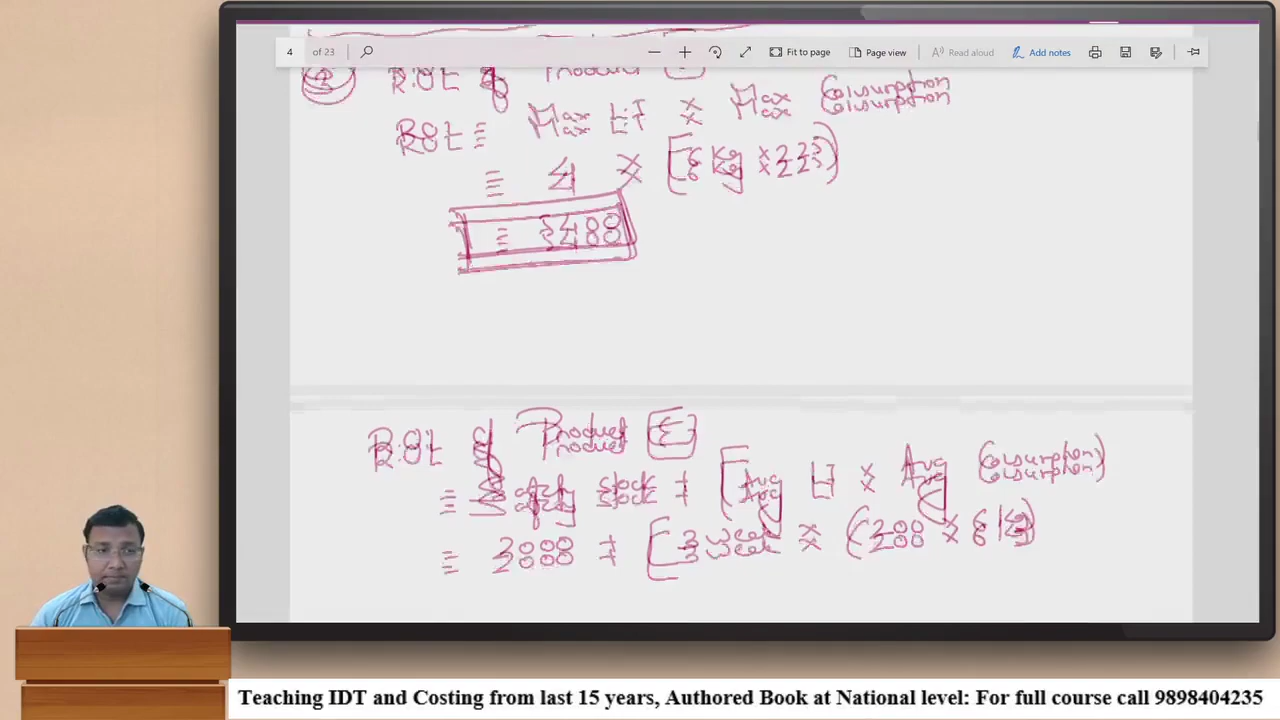 4 of 23 Fit to page Page view Read aloud Add notes
ROL of Product
ROL = Max LT × Max Consumption
= 4 × [6 kg × 225]
= 5400
ROL of Product E
= Safety stock + [Avg LT × Avg Consumption)
= 2000 + [3 week × (200 × 6 kg)
Teaching IDT and Costing from last 15 years, Authored Book at National level: For full course call 9898404235